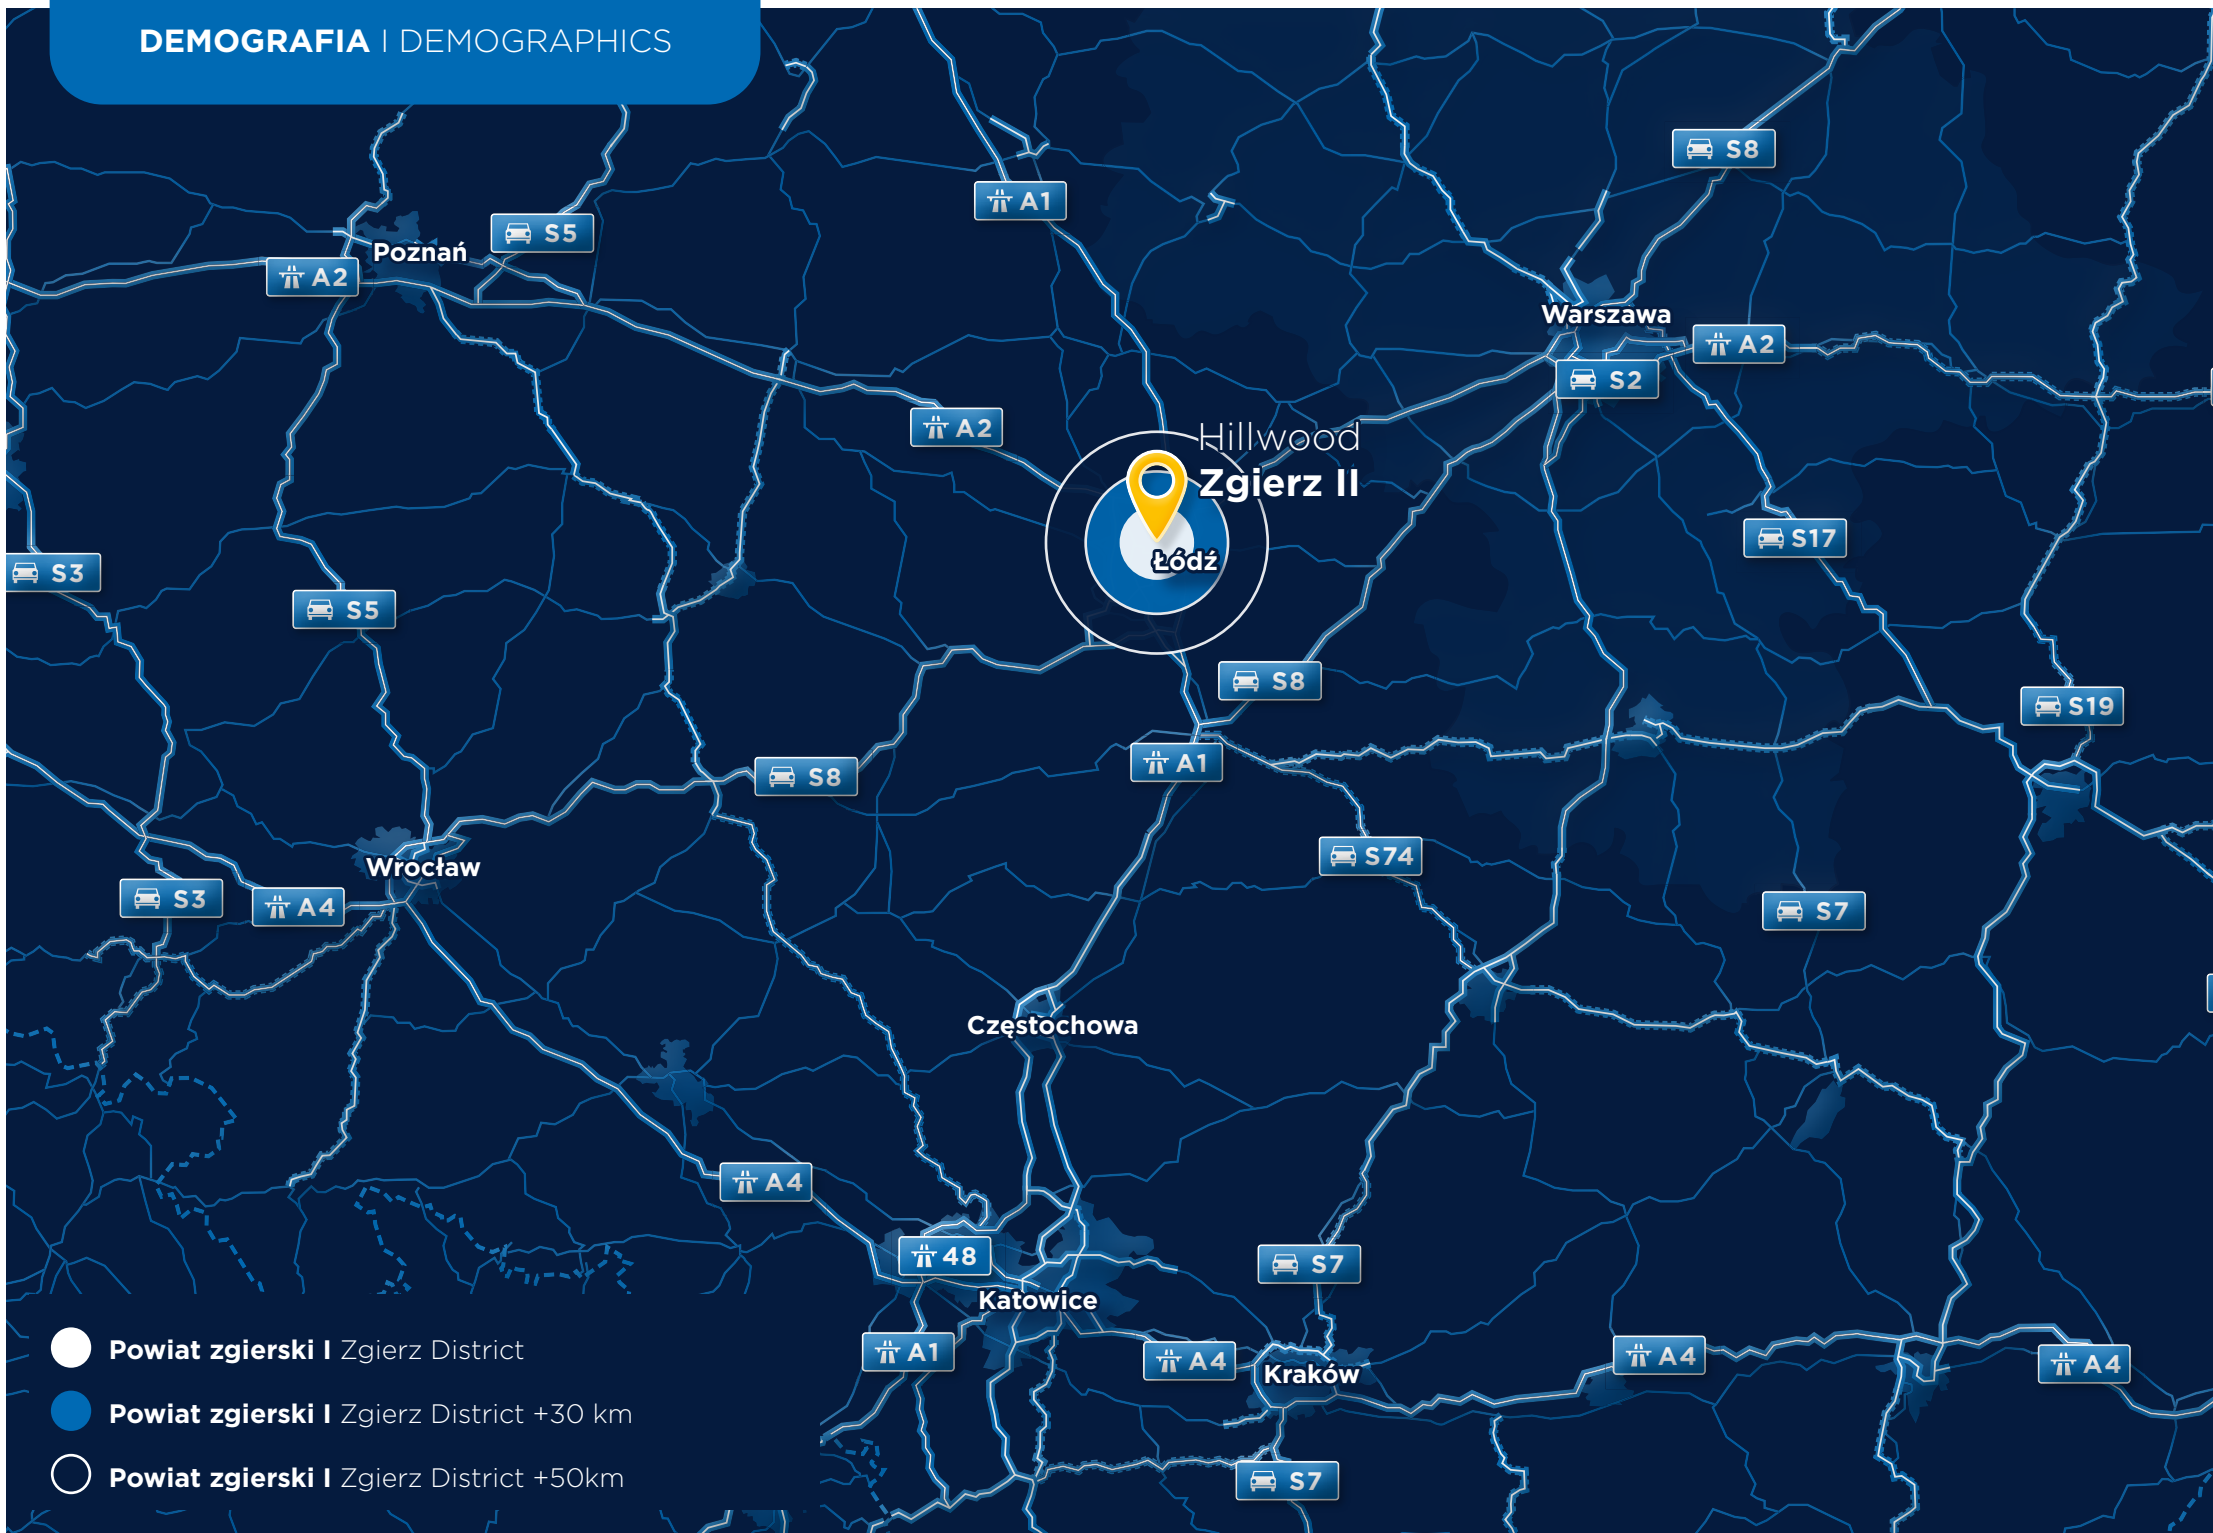 DEMOGRAFIA I DEMOGRAPHICS
S8
A1
S5
Poznań
A2
Warszawa
A2
S2
A2
Hillwood
Zgierz II
S17
Łódź
S3
S5
S8
S19
A1
S8
S74
Wrocław
S3
A4
S7
Częstochowa
A4
48
S7
Katowice
A1
A4
Kraków
A4
A4
S7
Powiat zgierski I Zgierz District
Powiat zgierski I Zgierz District +30 km
Powiat zgierski I Zgierz District +50km